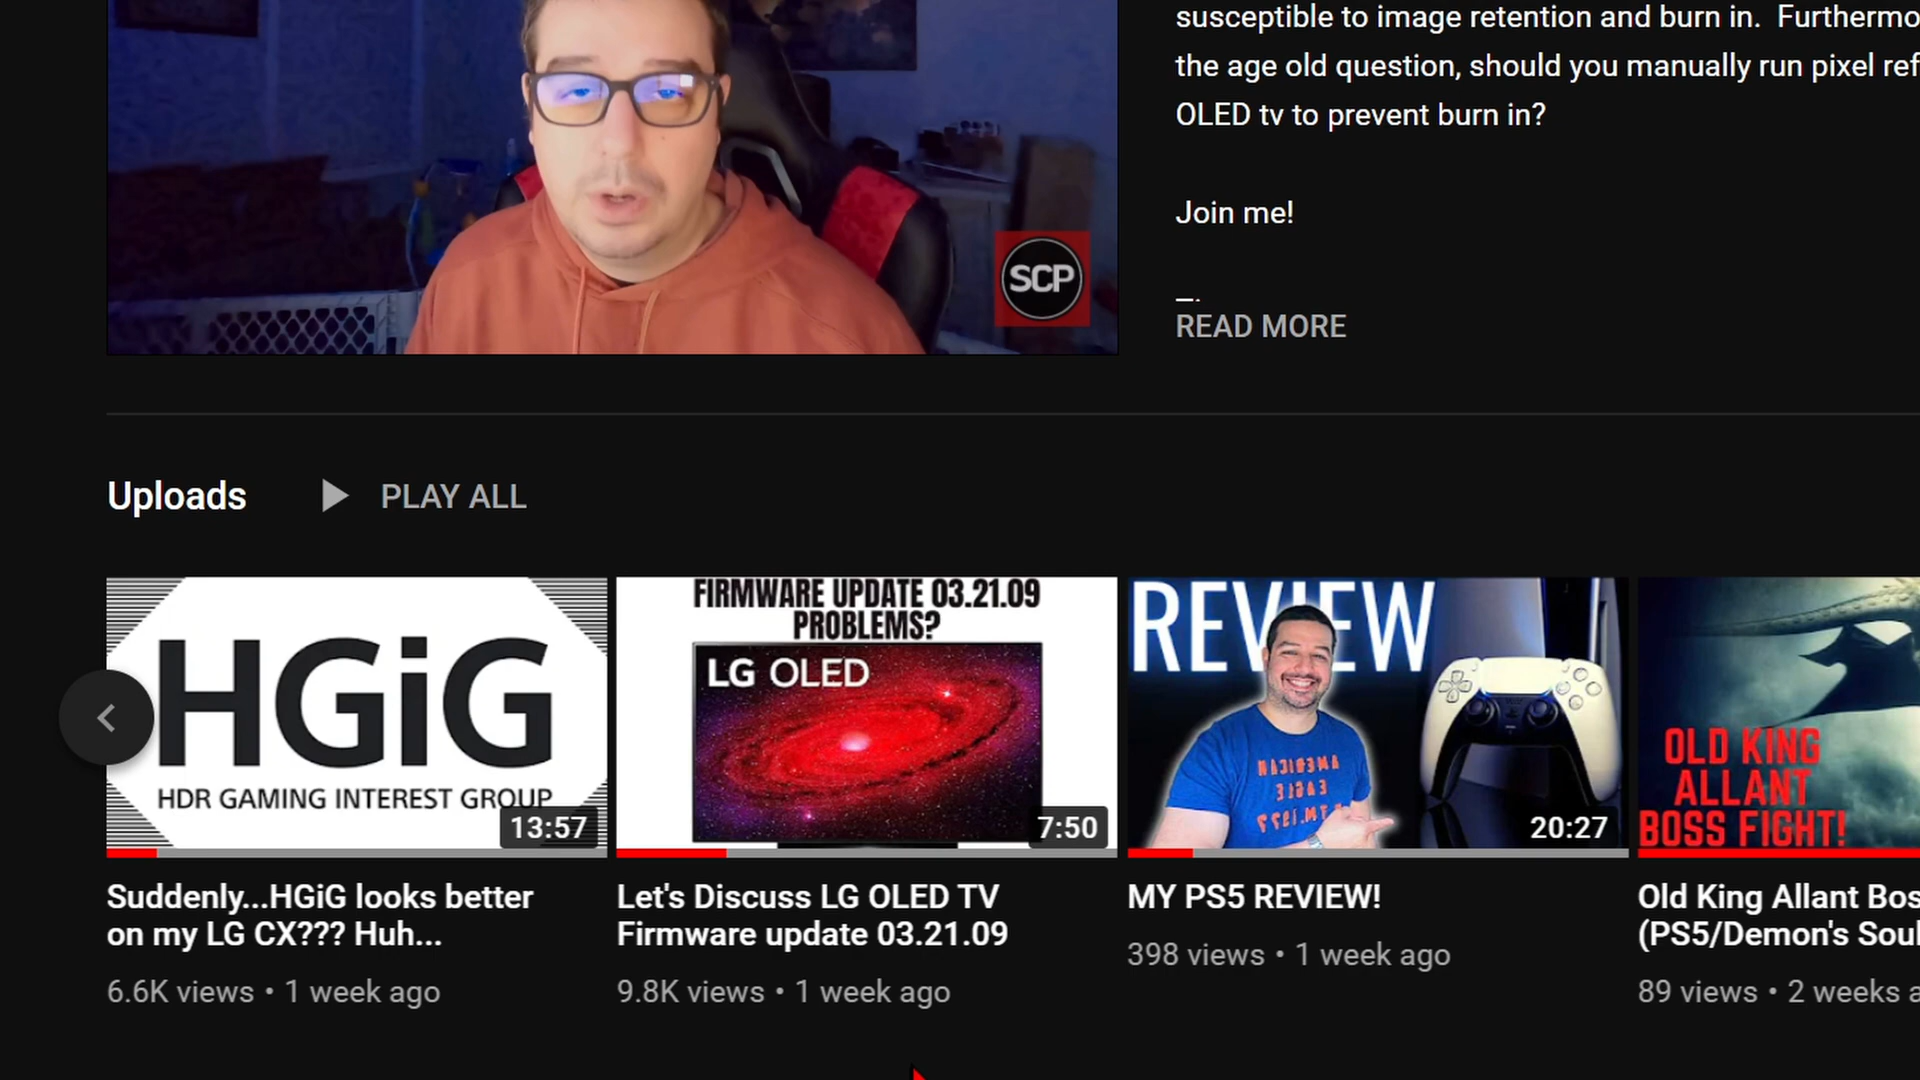 susceptible to image retention and burn in. Furthermo
the age old question, should you manually run pixel ref
OLED tv to prevent burn in?
Join me!
READ MORE
SCP
Uploads
PLAY ALL
HGiG
HDR GAMING INTEREST GROUP
13:57
FIRMWARE UPDATE 03.21.09
PROBLEMS?
LG OLED
7:50
REVIEW
20:27
OLD KING
ALLANT
BOSS FIGHT!
Suddenly...HGiG looks better
on my LG CX??? Huh...
6.6K views • 1 week ago
Let's Discuss LG OLED TV
Firmware update 03.21.09
9.8K views • 1 week ago
MY PS5 REVIEW!
398 views • 1 week ago
Old King Allant Bos
(PS5/Demon's Soul
89 views • 2 weeks a